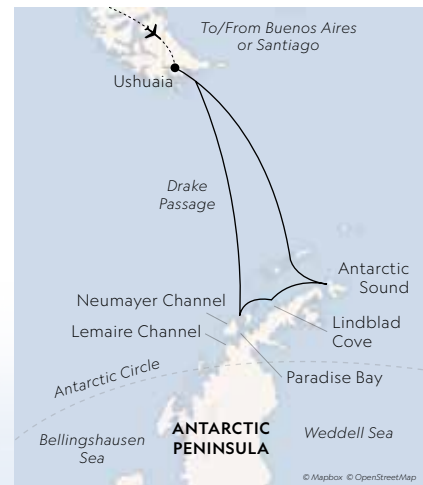 To/From Buenos Aires
or Santiago
Ushuaia
Drake
Passage
Antarctic
Sound
Neumayer Channel
Lindblad
Cove
Lemaire Channel
Paradise Bay
Antarctic Circle
ANTARCTIC
PENINSULA
Weddell Sea
Bellingshausen
Sea
© Mapbox © OpenStreetMap